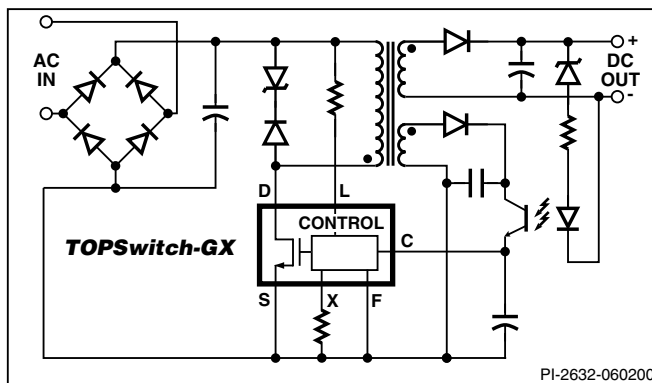 AC
IN
+
DC
OUT
-
D
L
CONTROL
C
TOPSwitch-GX
S
X
F
PI-2632-060200